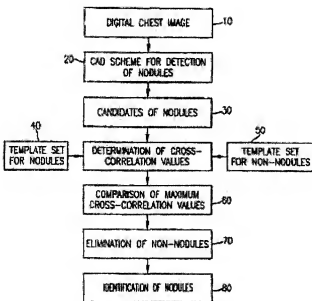 DIGITAL CHEST IMAGE
10
20
CAD SCHEME FOR DETECTION
OF NODULES
CANDIDATES OF NODULES
30
40
50
TEMPLATE SET
FOR NODULES
DETERMINATION OF CROSS-
CORRELATION VALUES
TEMPLATE SET
FOR NON-NODULES
COMPARISON OF MAXIMUM
CROSS-CORRELATION VALUES
60
ELIMINATION OF NON-NODULES
70
IDENTIFICATION OF NODULES
80